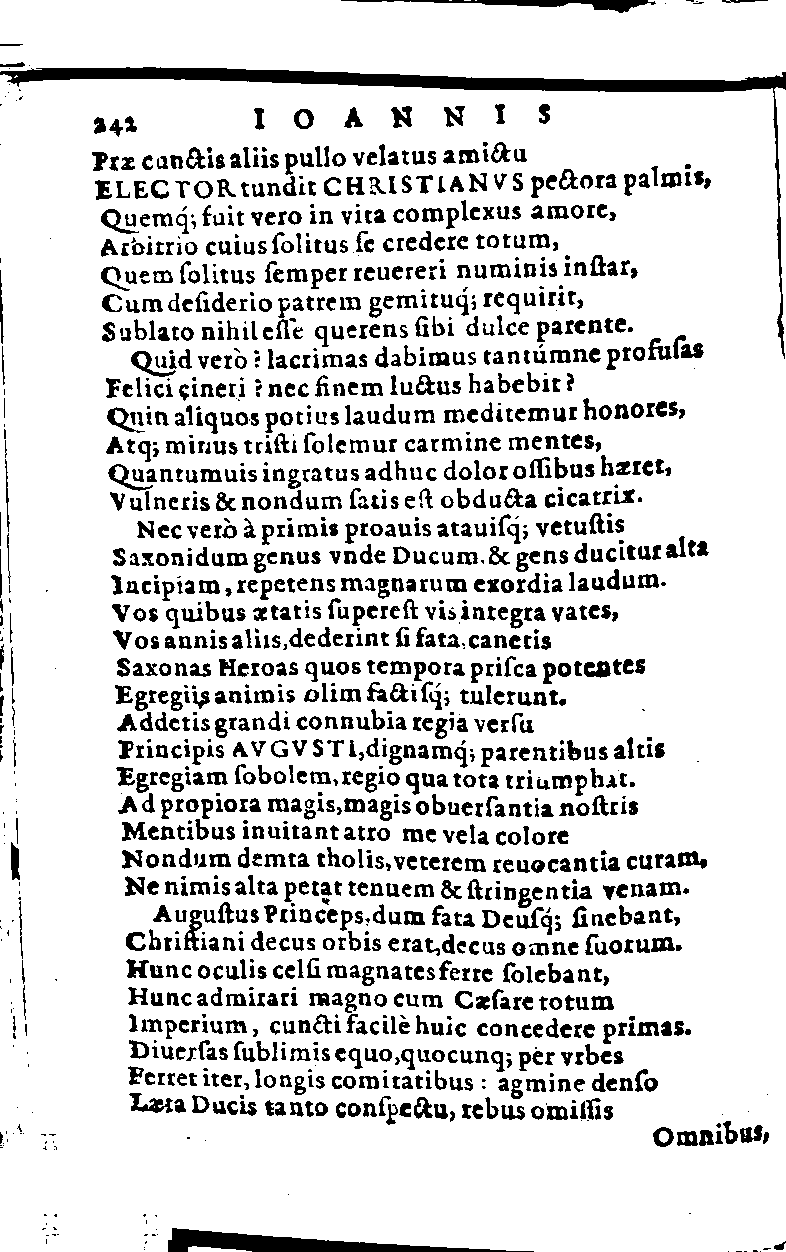 242 IOANNIS
Præ cunctis aliis pullo velatus amictu
ELECTOR tundit CHRISTIANVS pectora palmis,
Quemq́; fuit vero in vita complexus amore,
Arbitrio cuius ſolitus ſe credere totum,
Quem ſolitus ſemper reuereri numinis inſtar,
Cum deſiderio patrem gemituq́; requirit,
Sublato nihil eſſe querens ſibi dulce parente.
Quid verò? lacrimas dabimus tantúmne profuſas
Felici cineri? nec finem luctus habebit?
Quin aliquos potius laudum meditemur honores,
Atq; minus triſti ſolemur carmine mentes,
Quantumuis ingratus adhuc dolor oſſibus hæret,
Vulneris & nondum ſatis eſt obducta cicatrix.
Nec verò à primis proauis atauiſq́; vetuſtis
Saxonidum genus vnde Ducum, & gens ducitur alta
Incipiam, repetens magnarum exordia laudum.
Vos quibus ætatis ſupereſt vis integra vates,
Vos annis aliis, dederint ſi fata, canetis
Saxonas Heroas quos tempora priſca potentes
Egregiis animis olim factiſq́; tulerunt.
Addetis grandi connubia regia verſu
Principis AVGVSTI, dignamq́; parentibus altis
Egregiam ſobolem, regio qua tota triumphat.
Ad propiora magis, magis obuerſantia noſtris
Mentibus inuitant atro me vela colore
Nondum demta tholis, veterem reuocantia curam,
Ne nimis alta petat tenuem & ſtringentia venam.
Auguſtus Princeps, dum fata Deuſq́; ſinebant,
Chriſtiani decus orbis erat, decus omne ſuorum.
Hunc oculis celſi magnates ferre ſolebant,
Hunc admirari magno cum Cæſare totum
Imperium, cuncti facilè huic concedere primas.
Diuerſas ſublimis equo, quocunq; per vrbes
Ferret iter, longis comitatibus: agmine denſo
Læta Ducis tanto conſpectu, rebus omiſſis
Omnibus,